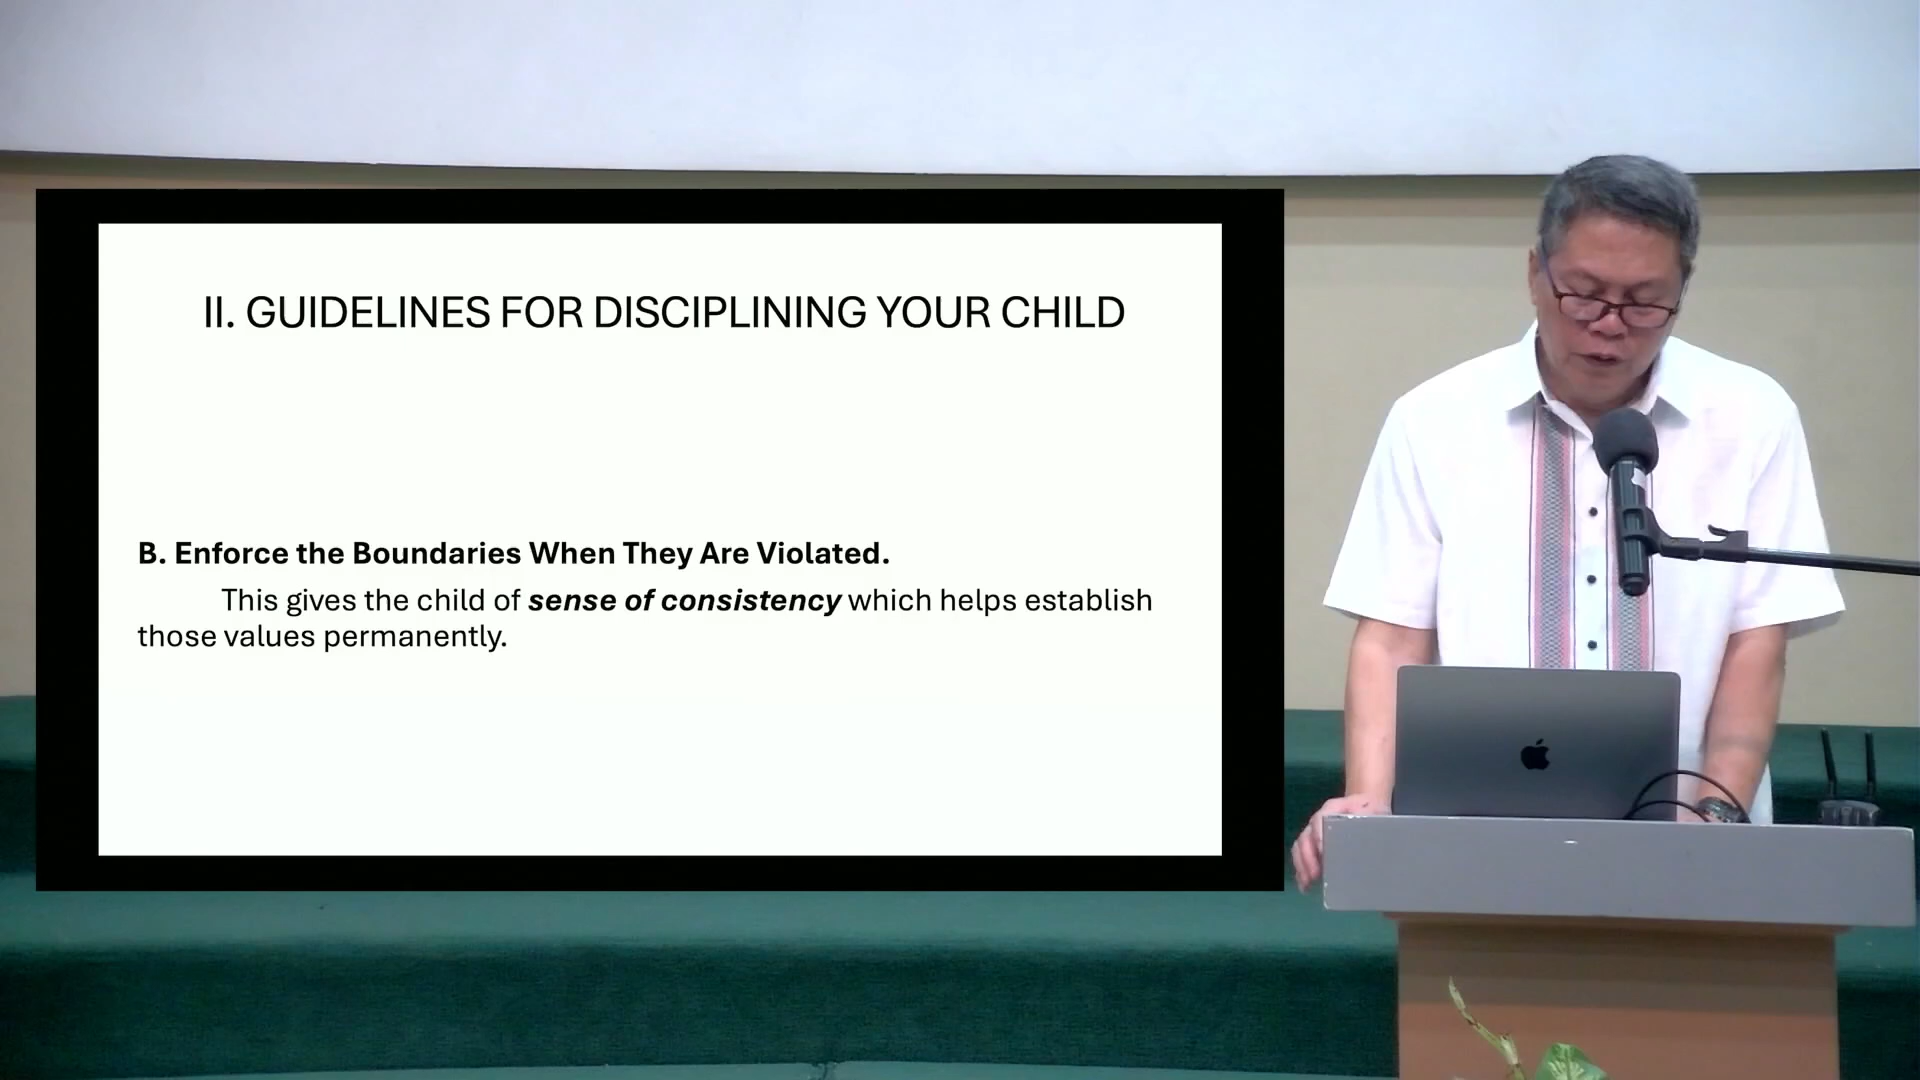 II. GUIDELINES FOR DISCIPLINING YOUR CHILD
B. Enforce the Boundaries When They Are Violated.
This gives the child of sense of consistency which helps establish
those values permanently.